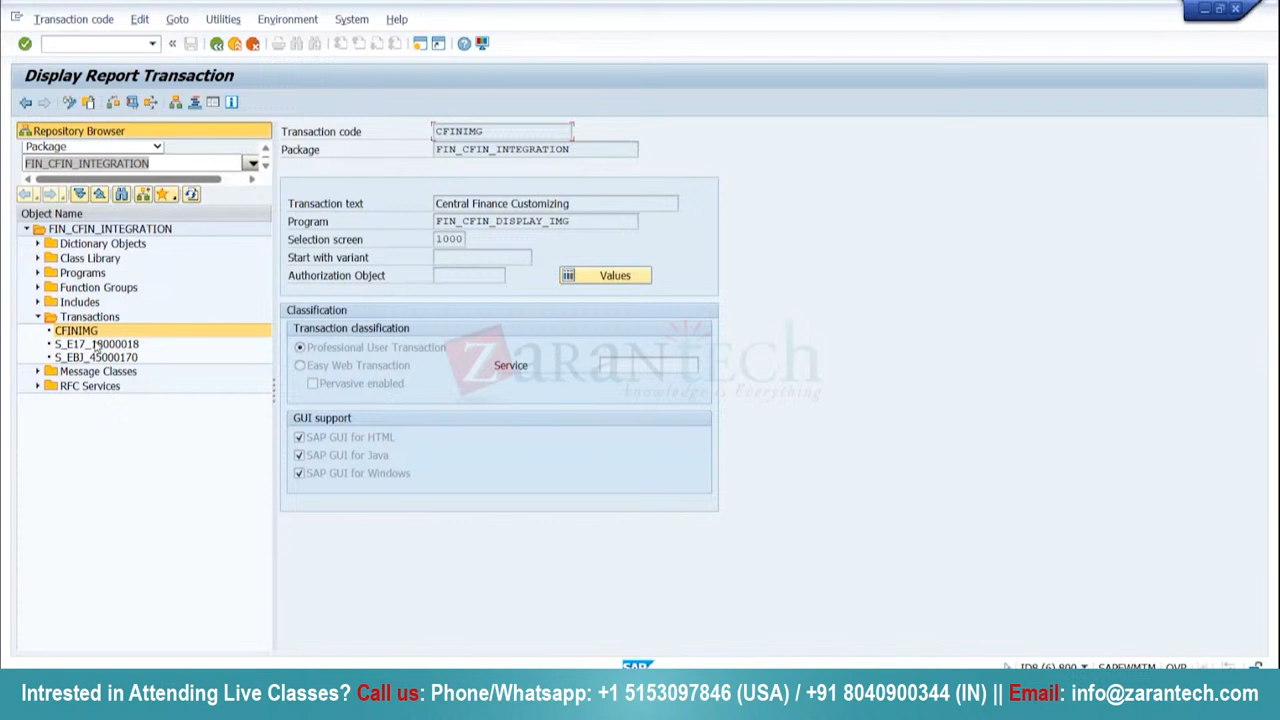 Transaction code Edit Goto Utilities Environment System Help
Display Report Transaction
Repository Browser
Package
FIN_CFIN_INTEGRATION
Object Name
FIN_CFIN_INTEGRATION
Dictionary Objects
Class Library
Programs
Function Groups
Includes
Transactions
CFINIMG
S_E17_19000018
S_EBJ_45000170
Message Classes
RFC Services
Transaction code CFINIMG
Package FIN_CFIN_INTEGRATION
Transaction text Central Finance Customizing
Program FIN_CFIN_DISPLAY_IMG
Selection screen 1000
Start with variant
Authorization Object Values
Classification
Transaction classification
Professional User Transaction
Easy Web Transaction Service
Pervasive enabled
GUI support
SAP GUI for HTML
SAP GUI for Java
SAP GUI for Windows
ZaranTech
knowledge is Everything
SAP
Intrested in Attending Live Classes? Call us: Phone/Whatsapp: +1 5153097846 (USA) / +91 8040900344 (IN) || Email: info@zarantech.com